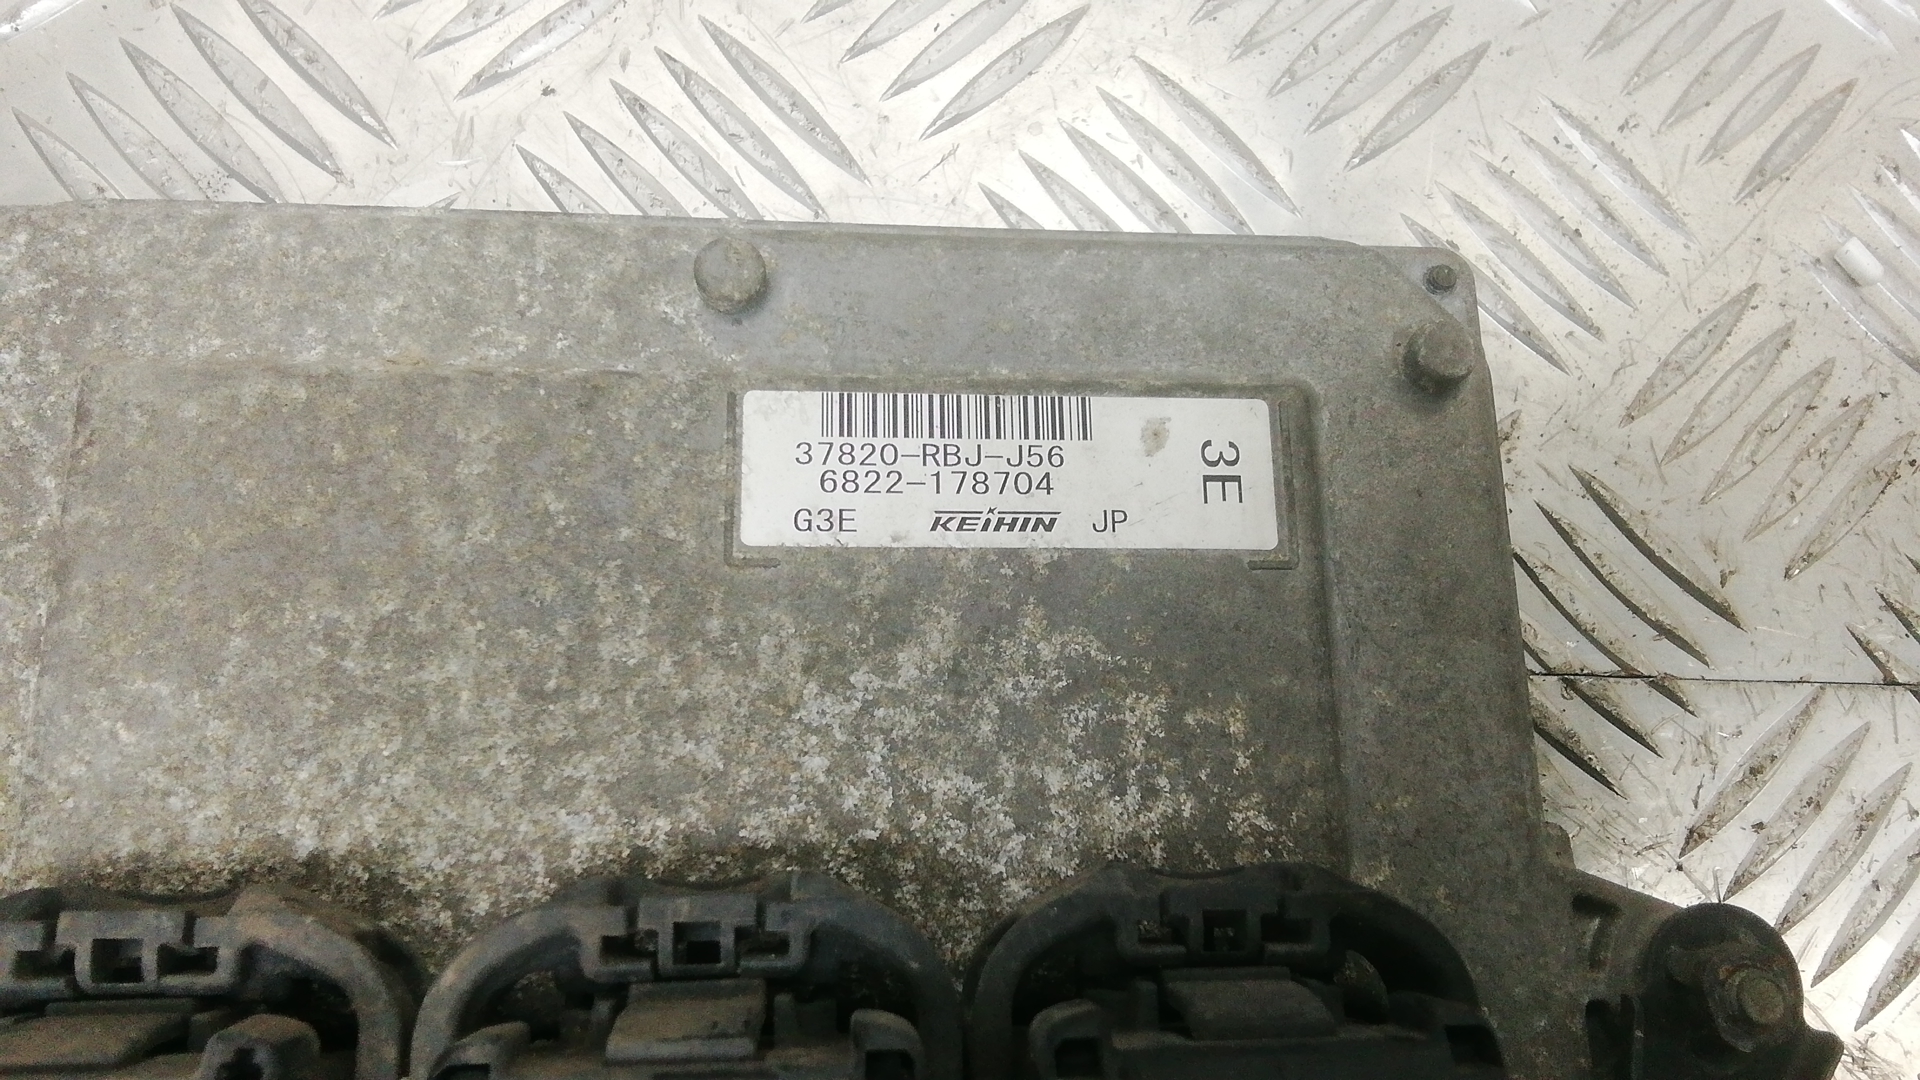 37820-RBJ-J56
6822-178704
G3E KEIHIN JP
3E